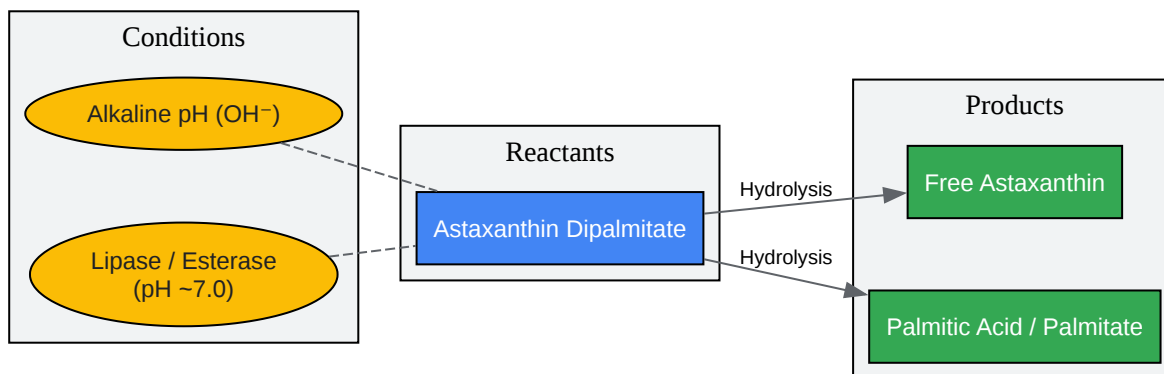 Conditions
Alkaline pH (OH⁻)
Lipase / Esterase
(pH ~7.0)
Reactants
Astaxanthin Dipalmitate
Hydrolysis
Hydrolysis
Products
Free Astaxanthin
Palmitic Acid / Palmitate